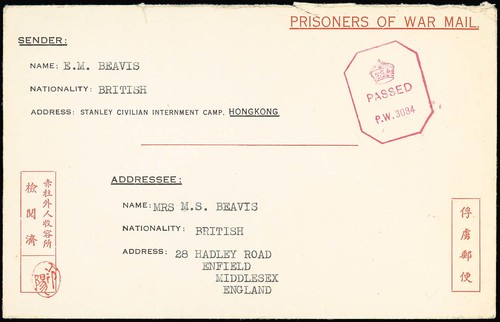 PRISONERS OF WAR MAIL.
SENDER:
NAME: E.M. BEAVIS
NATIONALITY: BRITISH
ADDRESS: STANLEY CIVILIAN INTERNMENT CAMP, HONGKONG
PASSED
P.W. 3084
ADDRESSEE:
NAME: MRS M.S. BEAVIS
NATIONALITY: BRITISH
ADDRESS: 28 HADLEY ROAD
ENFIELD
MIDDLESEX
ENGLAND
赤柱外人收容所
檢閲濟
俘虜郵便